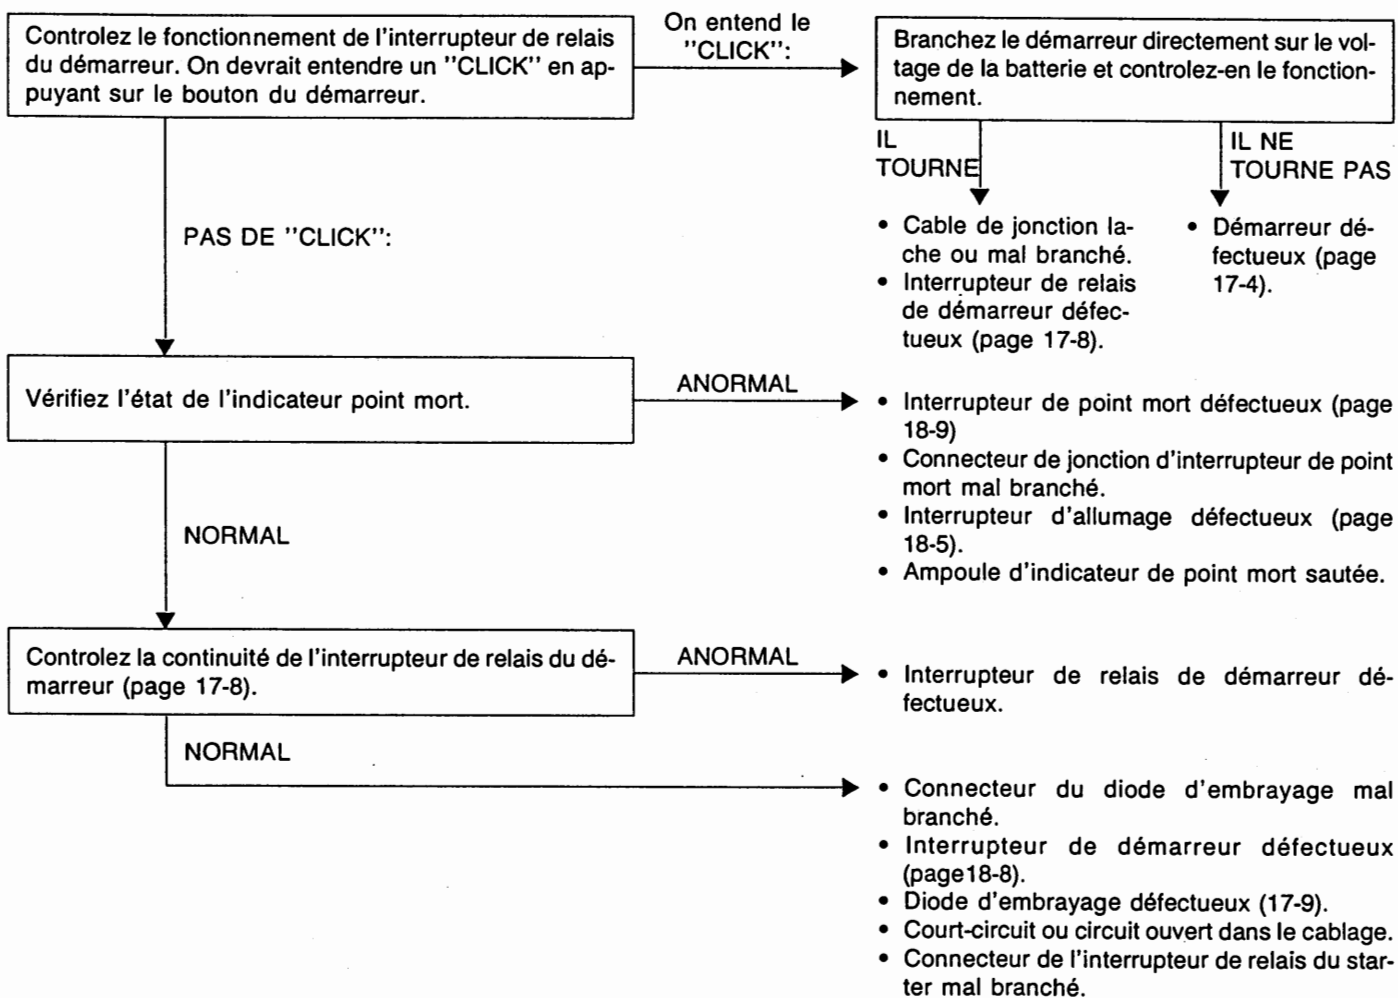 Controlez le fonctionnement de l'interrupteur de relais
du démarreur. On devrait entendre un ''CLICK'' en ap-
puyant sur le bouton du démarreur.
On entend le
''CLICK'':
Branchez le démarreur directement sur le vol-
tage de la batterie et controlez-en le fonction-
nement.
IL
TOURNE
IL NE
TOURNE PAS
• Cable de jonction la-
che ou mal branché.
• Interrupteur de relais
de démarreur défec-
tueux (page 17-8).
• Démarreur dé-
fectueux (page
17-4).
PAS DE ''CLICK'':
Vérifiez l'état de l'indicateur point mort.
ANORMAL
• Interrupteur de point mort défectueux (page
18-9)
• Connecteur de jonction d'interrupteur de point
mort mal branché.
• Interrupteur d'allumage défectueux (page
18-5).
• Ampoule d'indicateur de point mort sautée.
NORMAL
Controlez la continuité de l'interrupteur de relais du dé-
marreur (page 17-8).
ANORMAL
• Interrupteur de relais de démarreur dé-
fectueux.
NORMAL
• Connecteur du diode d'embrayage mal
branché.
• Interrupteur de démarreur défectueux
(page18-8).
• Diode d'embrayage défectueux (17-9).
• Court-circuit ou circuit ouvert dans le cablage.
• Connecteur de l'interrupteur de relais du star-
ter mal branché.